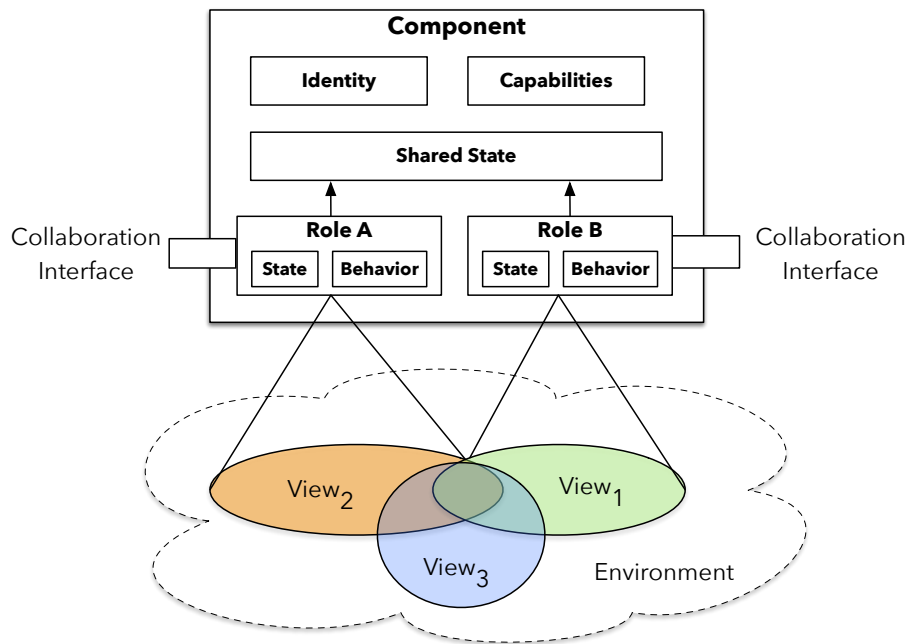 Component
Identity
Capabilities
Shared State
Role A
Role B
Collaboration
Interface
State
Behavior
State
Behavior
Collaboration
Interface
View2
View1
View3
Environment